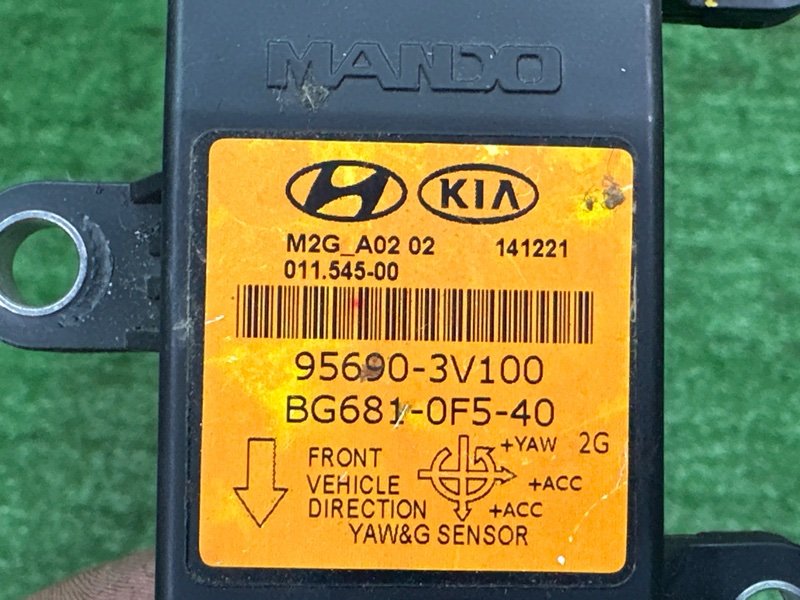 MANDO
KIA
M2G_A02 02 141221
011.545-00
95690-3V100
BG681-0F5-40
+YAW 2G
FRONT
VEHICLE +ACC
DIRECTION +ACC
YAW&G SENSOR